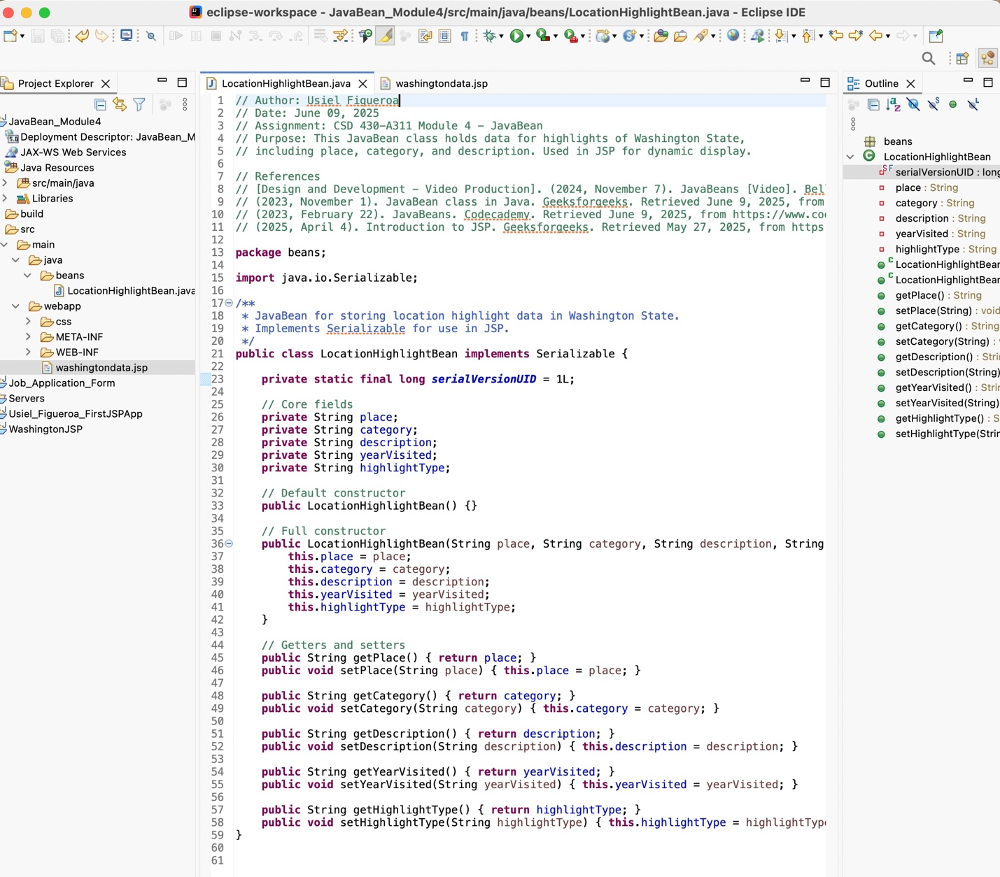 eclipse-workspace - JavaBean_Module4/src/main/java/beans/LocationHighlightBean.java - Eclipse IDE
Project Explorer
JavaBean_Module4
Deployment Descriptor: JavaBean_M
JAX-WS Web Services
Java Resources
src/main/java
Libraries
build
src
main
java
beans
LocationHighlightBean.java
webapp
css
META-INF
WEB-INF
washingtondata.jsp
Job_Application_Form
Servers
Usiel_Figueroa_FirstJSPApp
WashingtonJSP
LocationHighlightBean.java
washingtondata.jsp
1 // Author: Usiel Figueroa
2 // Date: June 09, 2025
3 // Assignment: CSD 430-A311 Module 4 - JavaBean
4 // Purpose: This JavaBean class holds data for highlights of Washington State,
5 // including place, category, and description. Used in JSP for dynamic display.
6
7 // References
8 // [Design and Development - Video Production]. (2024, November 7). JavaBeans [Video]. Bel
9 // (2023, November 1). JavaBean class in Java. Geeksforgeeks. Retrieved June 9, 2025, from
10 // (2023, February 22). JavaBeans. Codecademy. Retrieved June 9, 2025, from https://www.co
11 // (2025, April 4). Introduction to JSP. Geeksforgeeks. Retrieved May 27, 2025, from https
12
13 package beans;
14
15 import java.io.Serializable;
16
17 /**
18 * JavaBean for storing location highlight data in Washington State.
19 * Implements Serializable for use in JSP.
20 */
21 public class LocationHighlightBean implements Serializable {
22
23 private static final long serialVersionUID = 1L;
24
25 // Core fields
26 private String place;
27 private String category;
28 private String description;
29 private String yearVisited;
30 private String highlightType;
31
32 // Default constructor
33 public LocationHighlightBean() {}
34
35 // Full constructor
36 public LocationHighlightBean(String place, String category, String description, String
37 this.place = place;
38 this.category = category;
39 this.description = description;
40 this.yearVisited = yearVisited;
41 this.highlightType = highlightType;
42 }
43
44 // Getters and setters
45 public String getPlace() { return place; }
46 public void setPlace(String place) { this.place = place; }
47
48 public String getCategory() { return category; }
49 public void setCategory(String category) { this.category = category; }
50
51 public String getDescription() { return description; }
52 public void setDescription(String description) { this.description = description; }
53
54 public String getYearVisited() { return yearVisited; }
55 public void setYearVisited(String yearVisited) { this.yearVisited = yearVisited; }
56
57 public String getHighlightType() { return highlightType; }
58 public void setHighlightType(String highlightType) { this.highlightType = highlightType
59 }
60
61
Outline
beans
LocationHighlightBean
serialVersionUID : long
place : String
category : String
description : String
yearVisited : String
highlightType : String
LocationHighlightBean
LocationHighlightBean
getPlace() : String
setPlace(String) : void
getCategory() : String
setCategory(String) :
getDescription() : Stri
setDescription(String)
getYearVisited() : Strin
setYearVisited(String)
getHighlightType() : S
setHighlightType(Strin